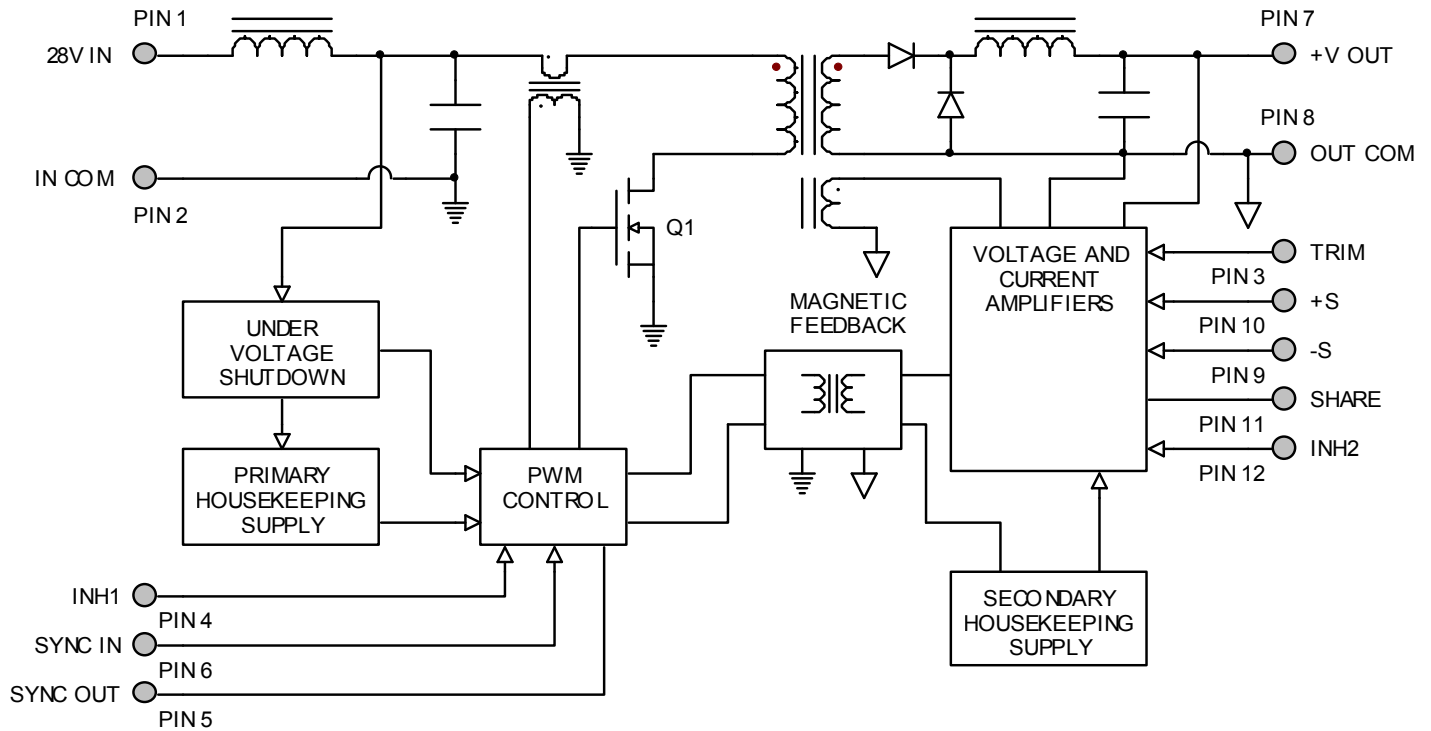 PIN 1
28V IN
IN COM
PIN 2
PIN 7
+V OUT
PIN 8
OUT COM
Q1
UNDER
VOLTAGE
SHUTDOWN
PRIMARY
HOUSEKEEPING
SUPPLY
PWM
CONTROL
MAGNETIC
FEEDBACK
VOLTAGE AND
CURRENT
AMPLIFIERS
TRIM
PIN 3
+S
PIN 10
-S
PIN 9
SHARE
PIN 11
INH2
PIN 12
SECONDARY
HOUSEKEEPING
SUPPLY
INH1
PIN 4
SYNC IN
PIN 6
SYNC OUT
PIN 5